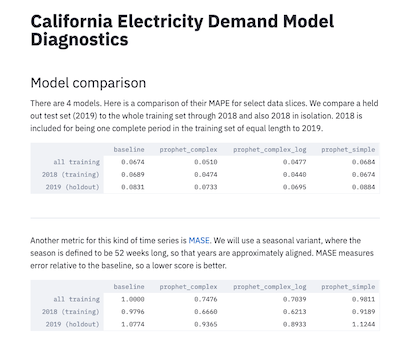 California Electricity Demand Model
Diagnostics
Model comparison
There are 4 models. Here is a comparison of their MAPE for select data slices. We compare a held
out test set (2019) to the whole training set through 2018 and also 2018 in isolation. 2018 is
included for being one complete period in the training set of equal length to 2019.
baseline prophet_complex prophet_complex_log prophet_simple
all training 0.0674 0.0510 0.0477 0.0684
2018 (training) 0.0689 0.0474 0.0440 0.0674
2019 (holdout) 0.0831 0.0733 0.0695 0.0884
Another metric for this kind of time series is MASE. We will use a seasonal variant, where the
season is defined to be 52 weeks long, so that years are approximately aligned. MASE measures
error relative to the baseline, so a lower score is better.
baseline prophet_complex prophet_complex_log prophet_simple
all training 1.0000 0.7476 0.7039 0.9811
2018 (training) 0.9796 0.6660 0.6213 0.9189
2019 (holdout) 1.0774 0.9365 0.8933 1.1244